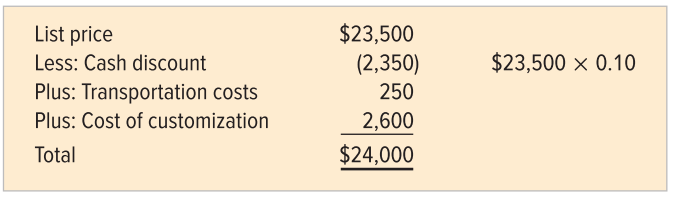 List price $23,500
Less: Cash discount (2,350) $23,500 × 0.10
Plus: Transportation costs 250
Plus: Cost of customization 2,600
Total $24,000